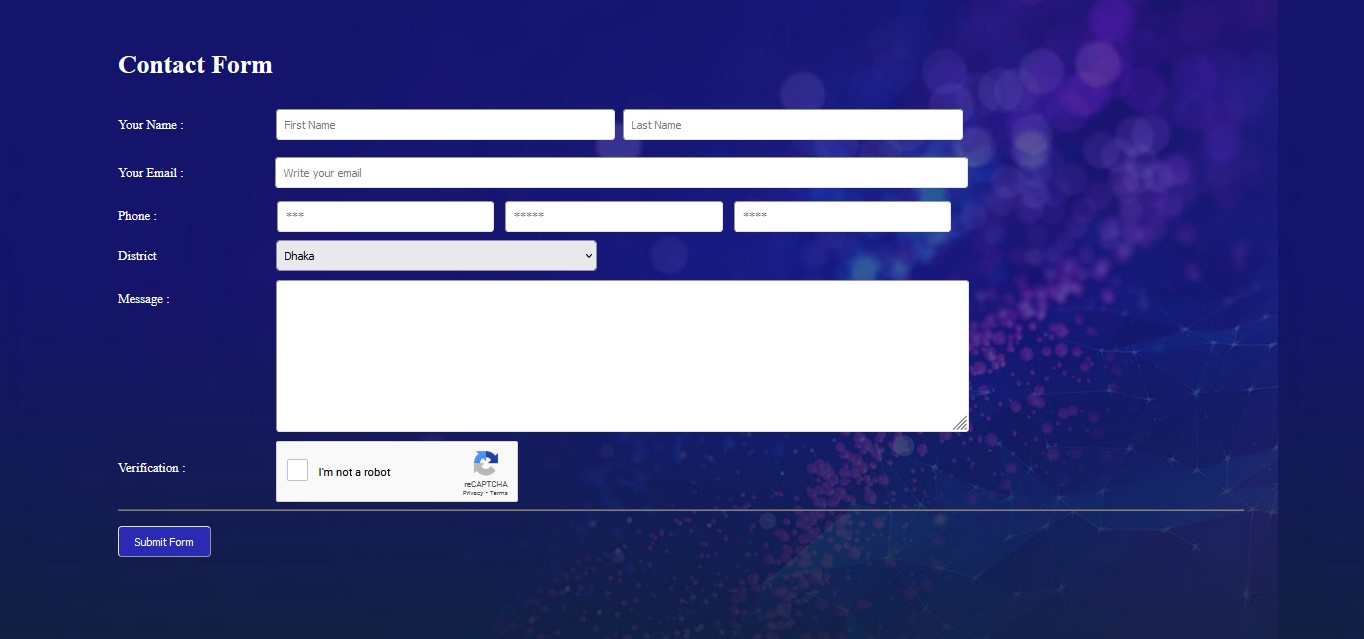 Contact Form
Your Name : First Name Last Name
Your Email : Write your email
Phone : *** ***** ****
District Dhaka
Message :
Verification : I'm not a robot
reCAPTCHA
Privacy • Terms
Submit Form